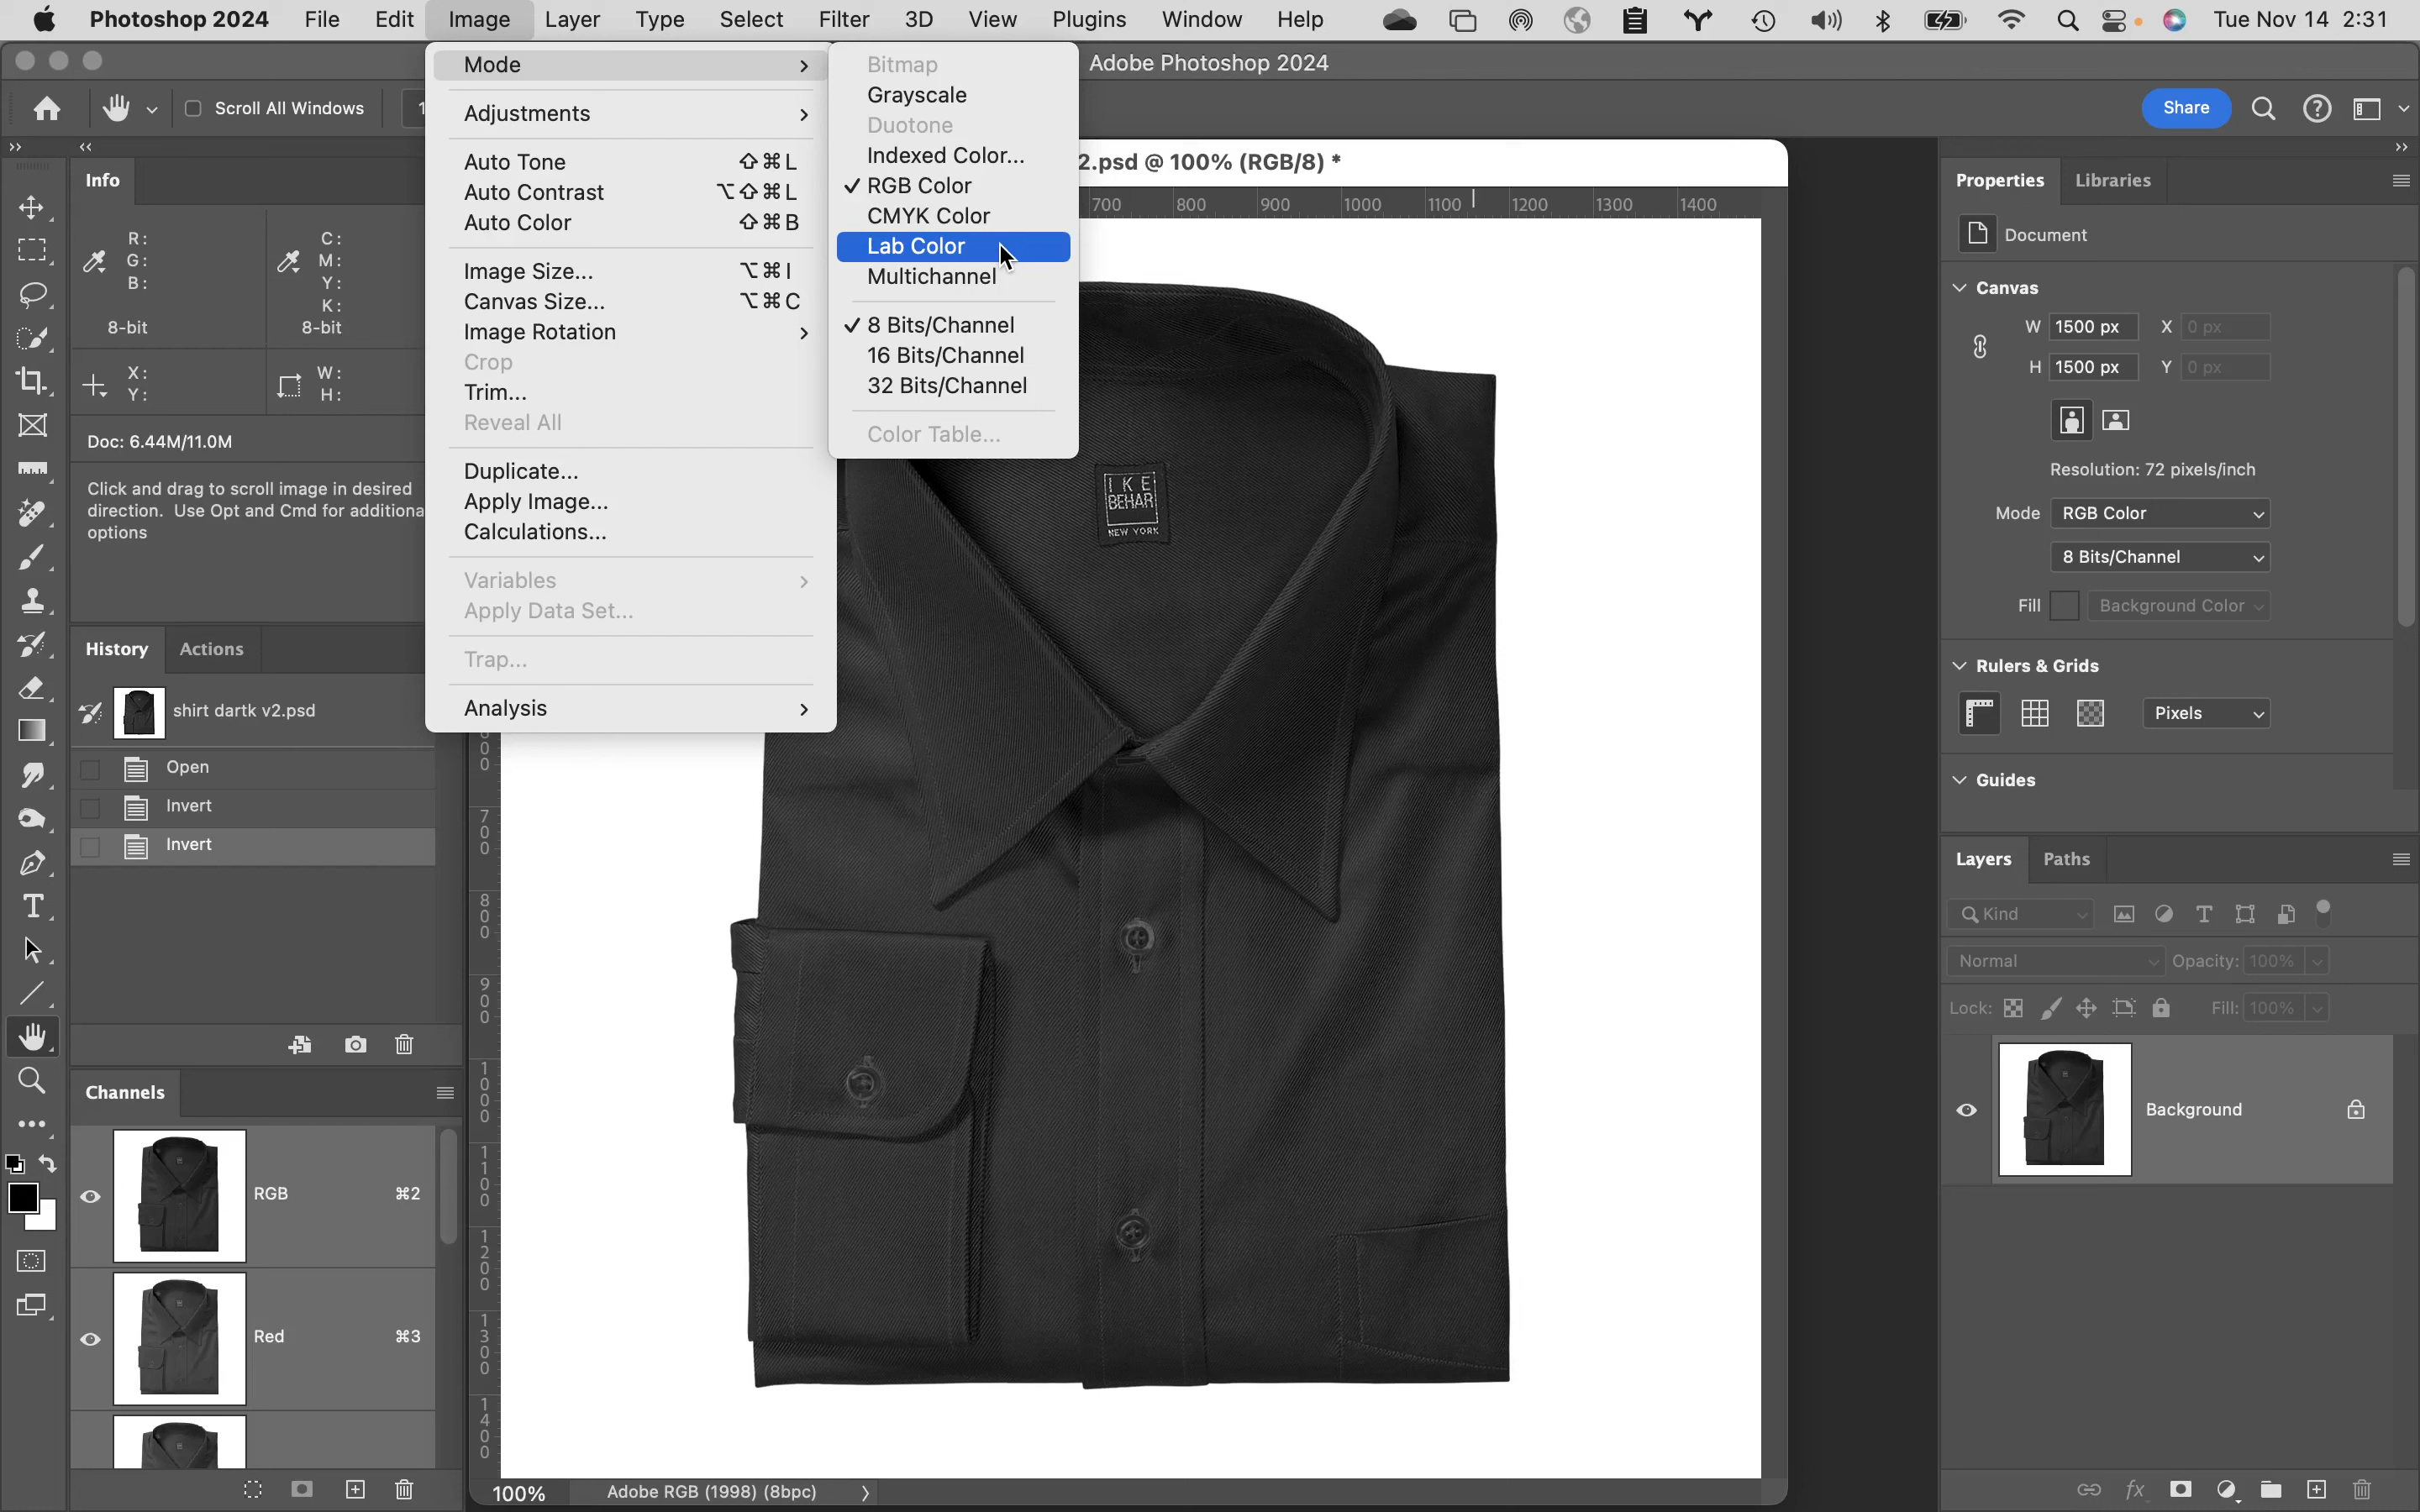 Photoshop 2024 File Edit Image Layer Type Select Filter 3D View Plugins Window Help Tue Nov 14 2:31
Adobe Photoshop 2024
Scroll All Windows
Share
Info
R:
G:
B:
8-bit
C:
M:
Y:
K:
8-bit
X:
Y:
W:
H:
Doc: 6.44M/11.0M
Click and drag to scroll image in desired
direction. Use Opt and Cmd for additiona
options
History Actions
shirt dartk v2.psd
Open
Invert
Invert
Channels
RGB ⌘2
Red ⌘3
Mode >
Adjustments >
Auto Tone ⇧⌘L
Auto Contrast ⌥⇧⌘L
Auto Color ⇧⌘B
Image Size... ⌥⌘I
Canvas Size... ⌥⌘C
Image Rotation >
Crop
Trim...
Reveal All
Duplicate...
Apply Image...
Calculations...
Variables >
Apply Data Set...
Trap...
Analysis >
Bitmap
Grayscale
Duotone
Indexed Color...
✓ RGB Color
CMYK Color
Lab Color
Multichannel
✓ 8 Bits/Channel
16 Bits/Channel
32 Bits/Channel
Color Table...
2.psd @ 100% (RGB/8) *
700 800 900 1000 1100 1200 1300 1400
700
800
900
1000
1100
1200
1300
1400
IKE
BEHAR
NEW YORK
100% Adobe RGB (1998) (8bpc) >
Properties Libraries
Document
Canvas
W 1500 px X 0 px
H 1500 px Y 0 px
Resolution: 72 pixels/inch
Mode RGB Color
8 Bits/Channel
Fill Background Color
Rulers & Grids
Pixels
Guides
Layers Paths
Kind
Normal Opacity: 100%
Lock: Fill: 100%
Background
fx